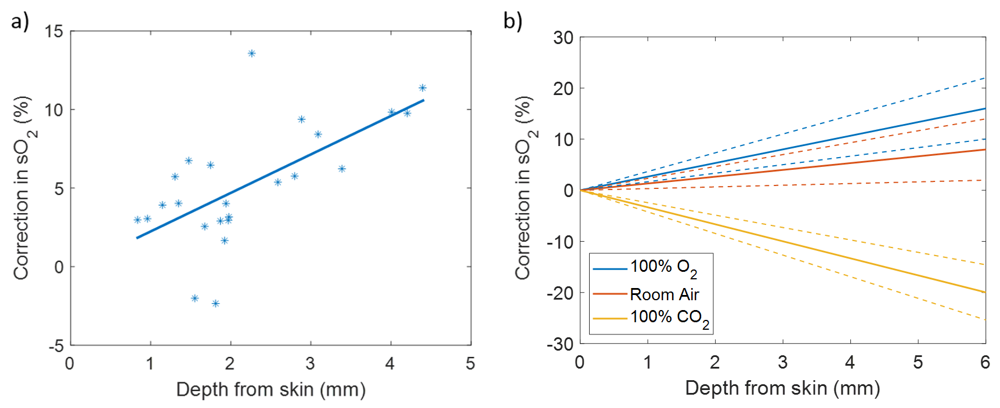 a)
15
10
5
0
-5
0 1 2 3 4 5
Correction in sO2 (%)
Depth from skin (mm)
b)
30
20
10
0
-10
-20
-30
0 1 2 3 4 5 6
Correction in sO2 (%)
Depth from skin (mm)
100% O2
Room Air
100% CO2